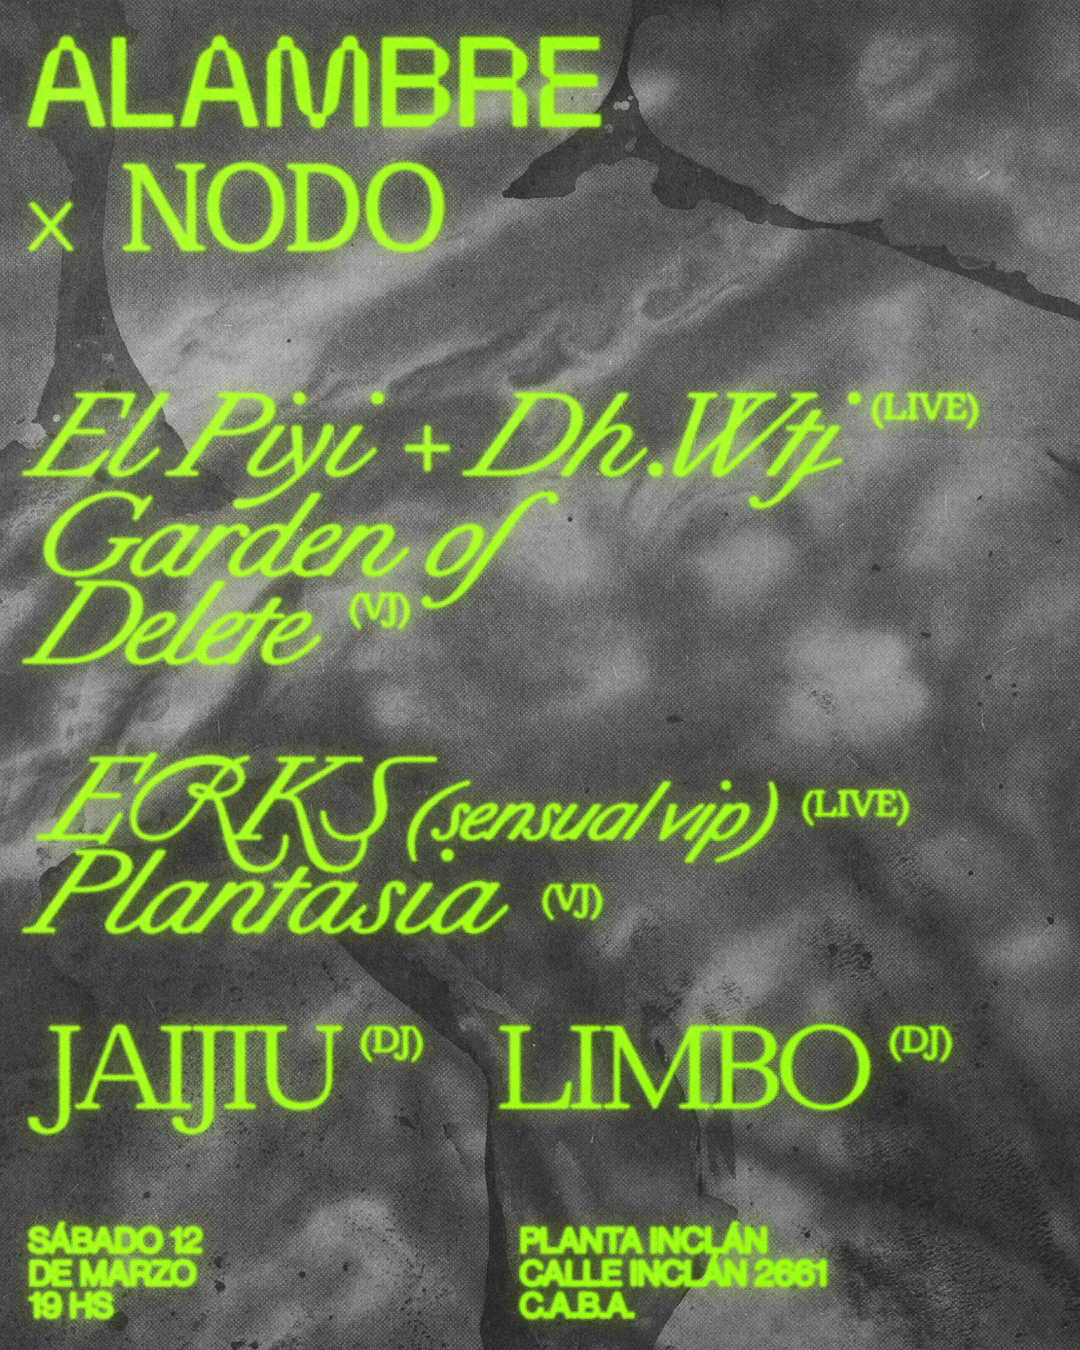 ALAMBRE
x NODO
El Piyi + Dh.Wtj (LIVE)
Garden of
Delete (VJ)
ERKS (sensual vip) (LIVE)
Plantasia (VJ)
JAIJIU (DJ) LIMBO (DJ)
SÁBADO 12
DE MARZO
19 HS
PLANTA INCLÁN
CALLE INCLÁN 2661
C.A.B.A.